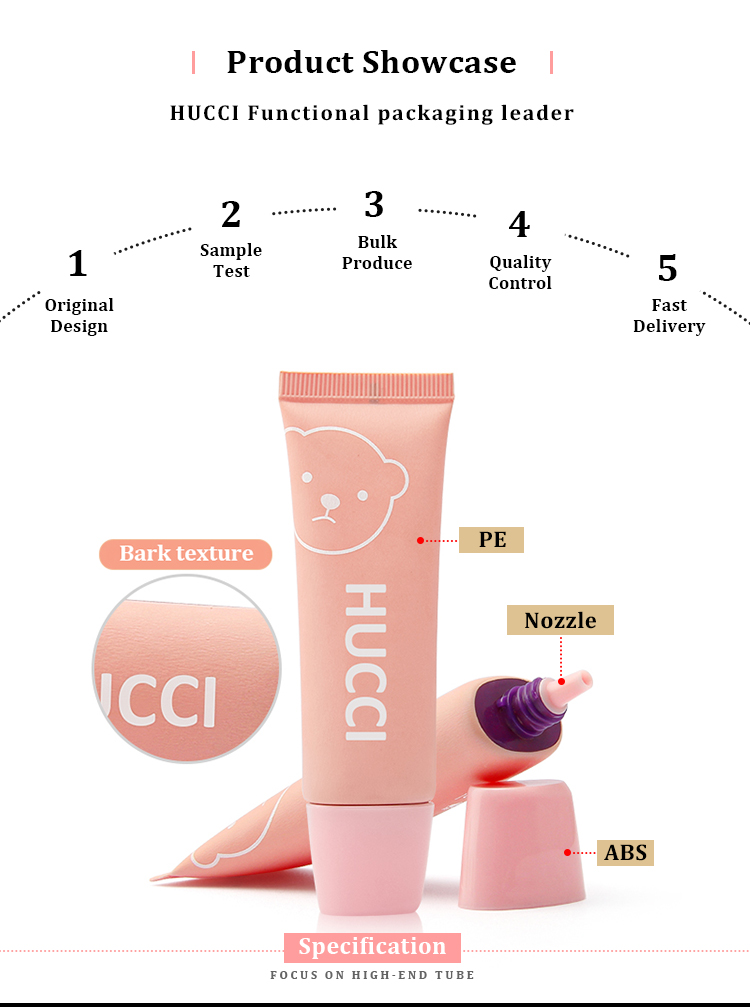 Product Showcase
HUCCI Functional packaging leader
1
Original
Design
2
Sample
Test
3
Bulk
Produce
4
Quality
Control
5
Fast
Delivery
PE
Bark texture
UCCI
HUCCI
Nozzle
ABS
Specification
FOCUS ON HIGH-END TUBE